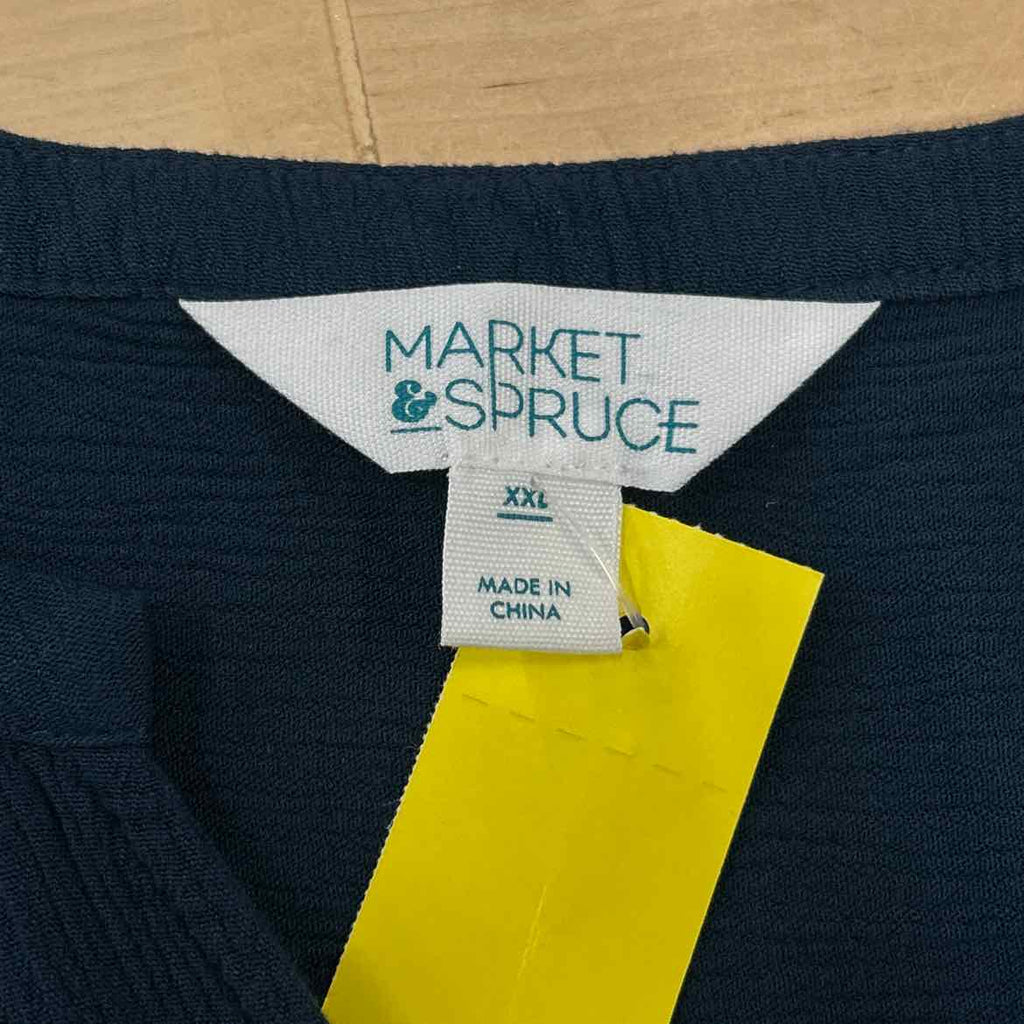 MARKET
& SPRUCE
XXL
MADE IN
CHINA